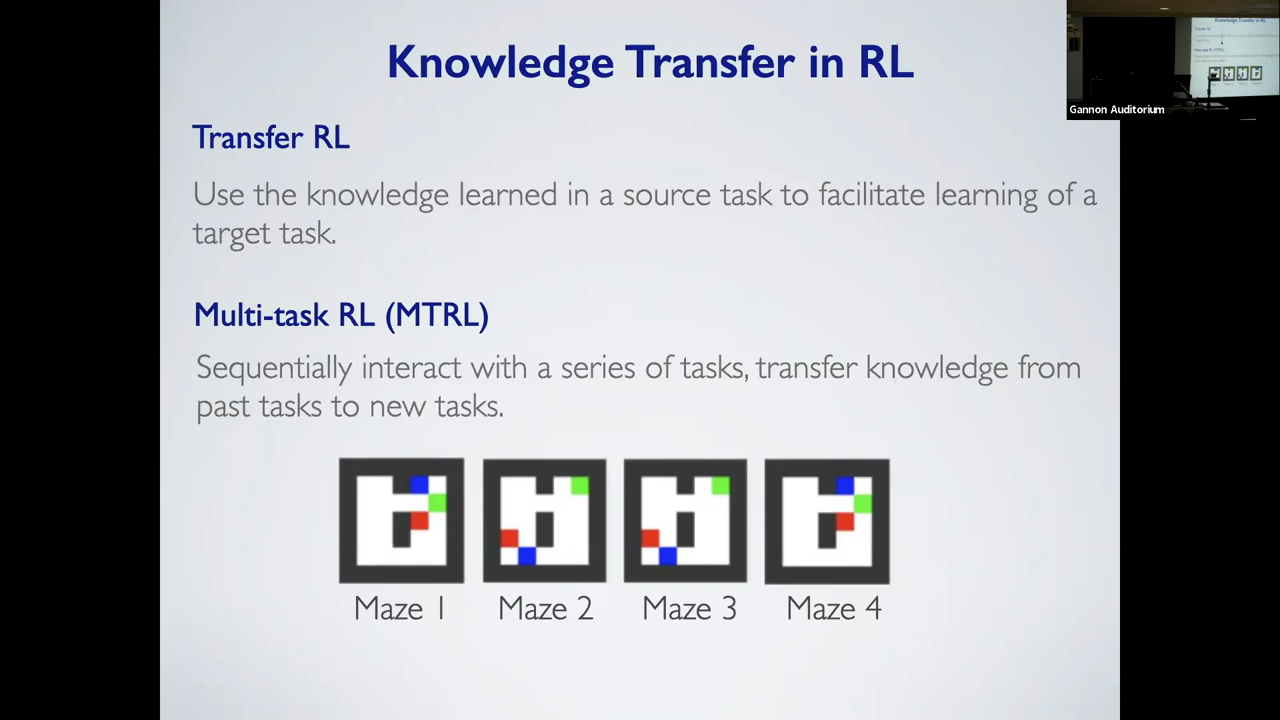 Knowledge Transfer in RL
Gannon Auditorium
Transfer RL
Use the knowledge learned in a source task to facilitate learning of a
target task.
Multi-task RL (MTRL)
Sequentially interact with a series of tasks, transfer knowledge from
past tasks to new tasks.
Maze 1
Maze 2
Maze 3
Maze 4